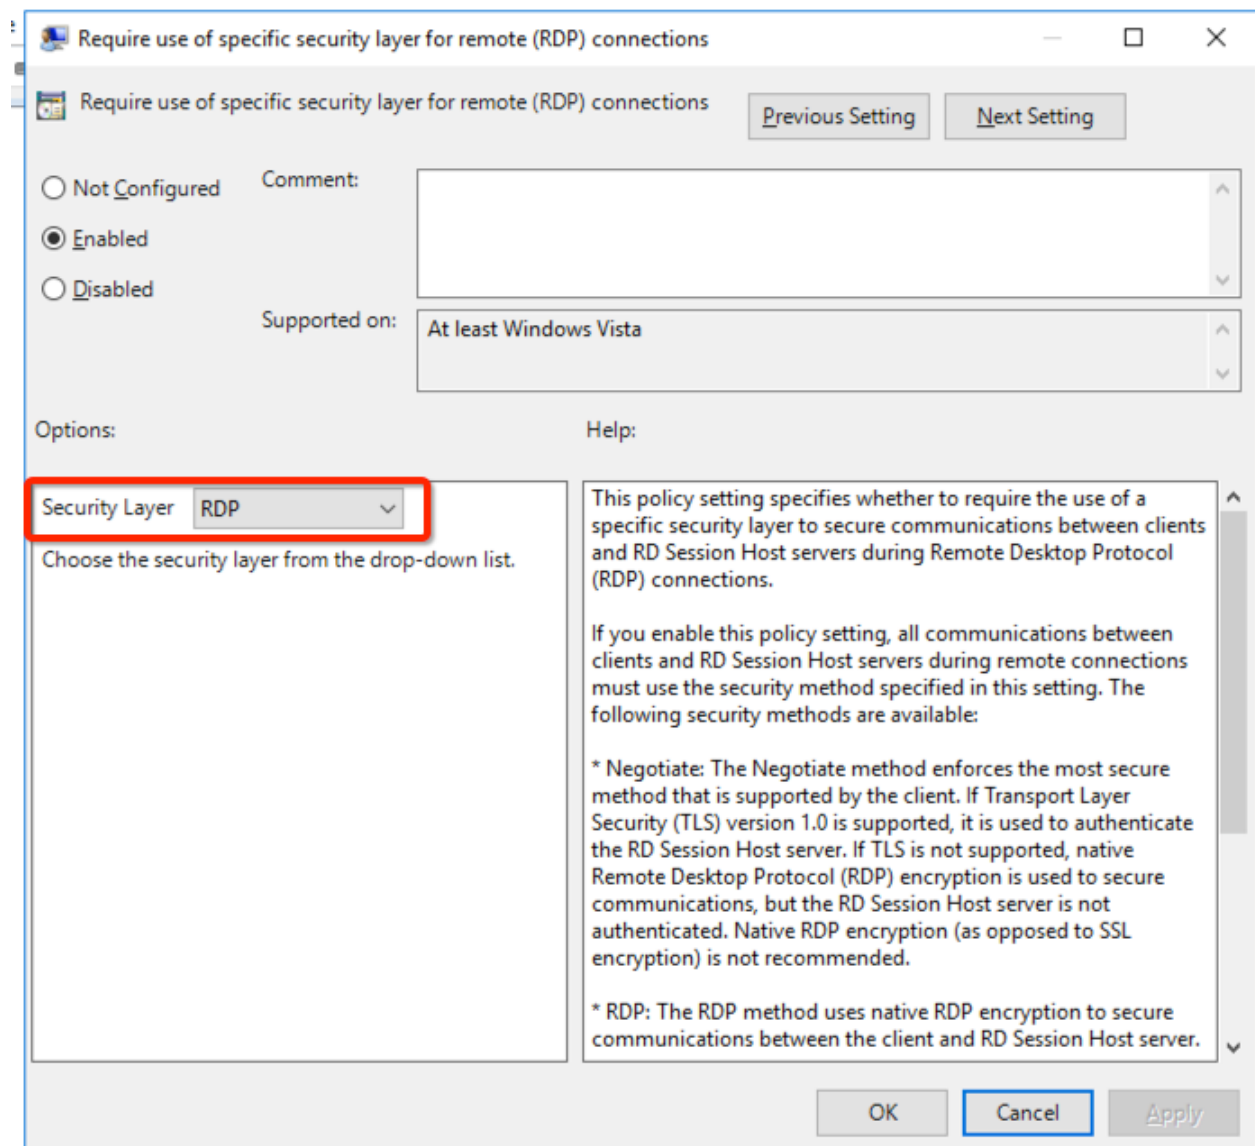 Require use of specific security layer for remote (RDP) connections
Require use of specific security layer for remote (RDP) connections
Previous Setting
Next Setting
Not Configured
Comment:
Enabled
Disabled
Supported on:
At least Windows Vista
Options:
Help:
Security Layer
RDP
Choose the security layer from the drop-down list.
This policy setting specifies whether to require the use of a
specific security layer to secure communications between clients
and RD Session Host servers during Remote Desktop Protocol
(RDP) connections.
If you enable this policy setting, all communications between
clients and RD Session Host servers during remote connections
must use the security method specified in this setting. The
following security methods are available:
* Negotiate: The Negotiate method enforces the most secure
method that is supported by the client. If Transport Layer
Security (TLS) version 1.0 is supported, it is used to authenticate
the RD Session Host server. If TLS is not supported, native
Remote Desktop Protocol (RDP) encryption is used to secure
communications, but the RD Session Host server is not
authenticated. Native RDP encryption (as opposed to SSL
encryption) is not recommended.
* RDP: The RDP method uses native RDP encryption to secure
communications between the client and RD Session Host server.
OK
Cancel
Apply